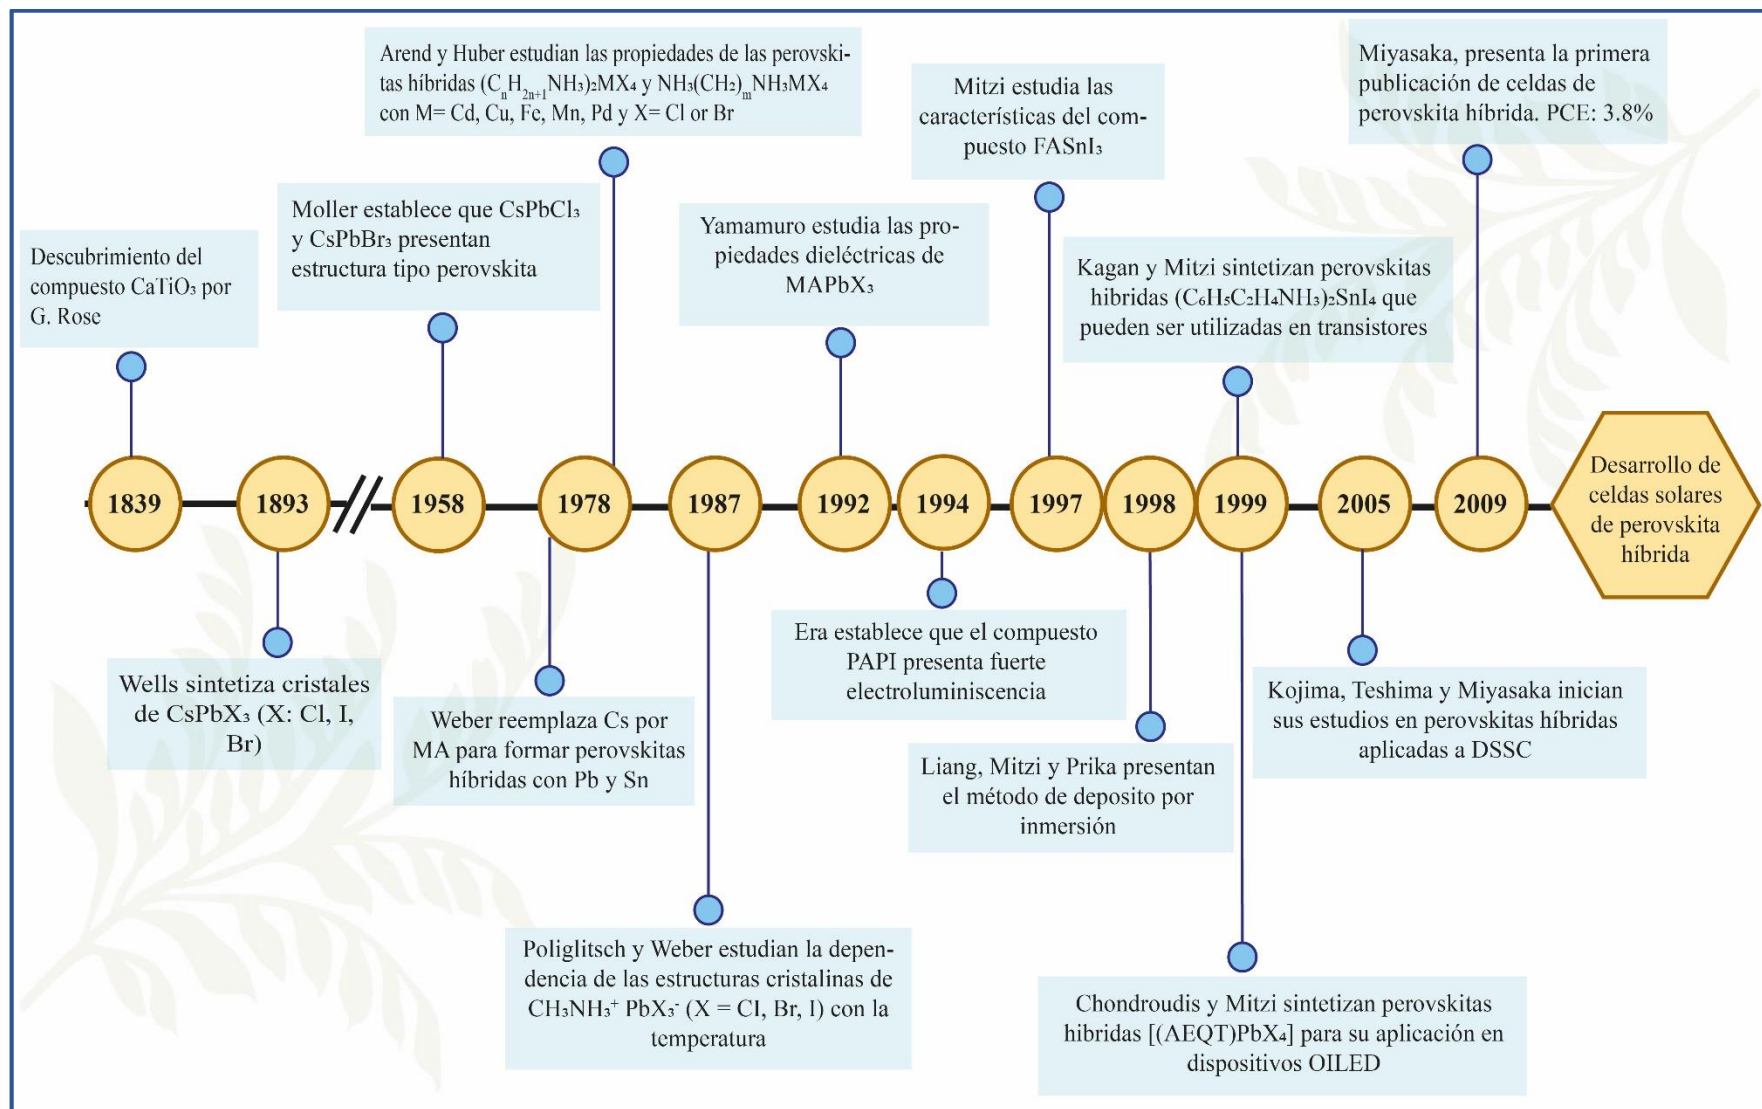 Arend y Huber estudian las propiedades de las perovski-
tas híbridas (CₙH₂ₙ₊₁NH₃)₂MX₄ y NH₃(CH₂)ₘNH₃MX₄
con M= Cd, Cu, Fe, Mn, Pd y X= Cl or Br
Mitzi estudia las
características del com-
puesto FASnI₃
Miyasaka, presenta la primera
publicación de celdas de
perovskita híbrida. PCE: 3.8%
Moller establece que CsPbCl₃
y CsPbBr₃ presentan
estructura tipo perovskita
Yamamuro estudia las pro-
piedades dieléctricas de
MAPbX₃
Descubrimiento del
compuesto CaTiO₃ por
G. Rose
Kagan y Mitzi sintetizan perovskitas
hibridas (C₆H₅C₂H₄NH₃)₂SnI₄ que
pueden ser utilizadas en transistores
1839
1893
1958
1978
1987
1992
1994
1997
1998
1999
2005
2009
Desarrollo de
celdas solares
de perovskita
híbrida
Wells sintetiza cristales
de CsPbX₃ (X: Cl, I,
Br)
Weber reemplaza Cs por
MA para formar perovskitas
híbridas con Pb y Sn
Era establece que el compuesto
PAPI presenta fuerte
electroluminiscencia
Kojima, Teshima y Miyasaka inician
sus estudios en perovskitas híbridas
aplicadas a DSSC
Liang, Mitzi y Prika presentan
el método de deposito por
inmersión
Poliglitsch y Weber estudian la depen-
dencia de las estructuras cristalinas de
CH₃NH₃⁺ PbX₃⁻ (X = CI, Br, I) con la
temperatura
Chondroudis y Mitzi sintetizan perovskitas
hibridas [(AEQT)PbX₄] para su aplicación en
dispositivos OILED